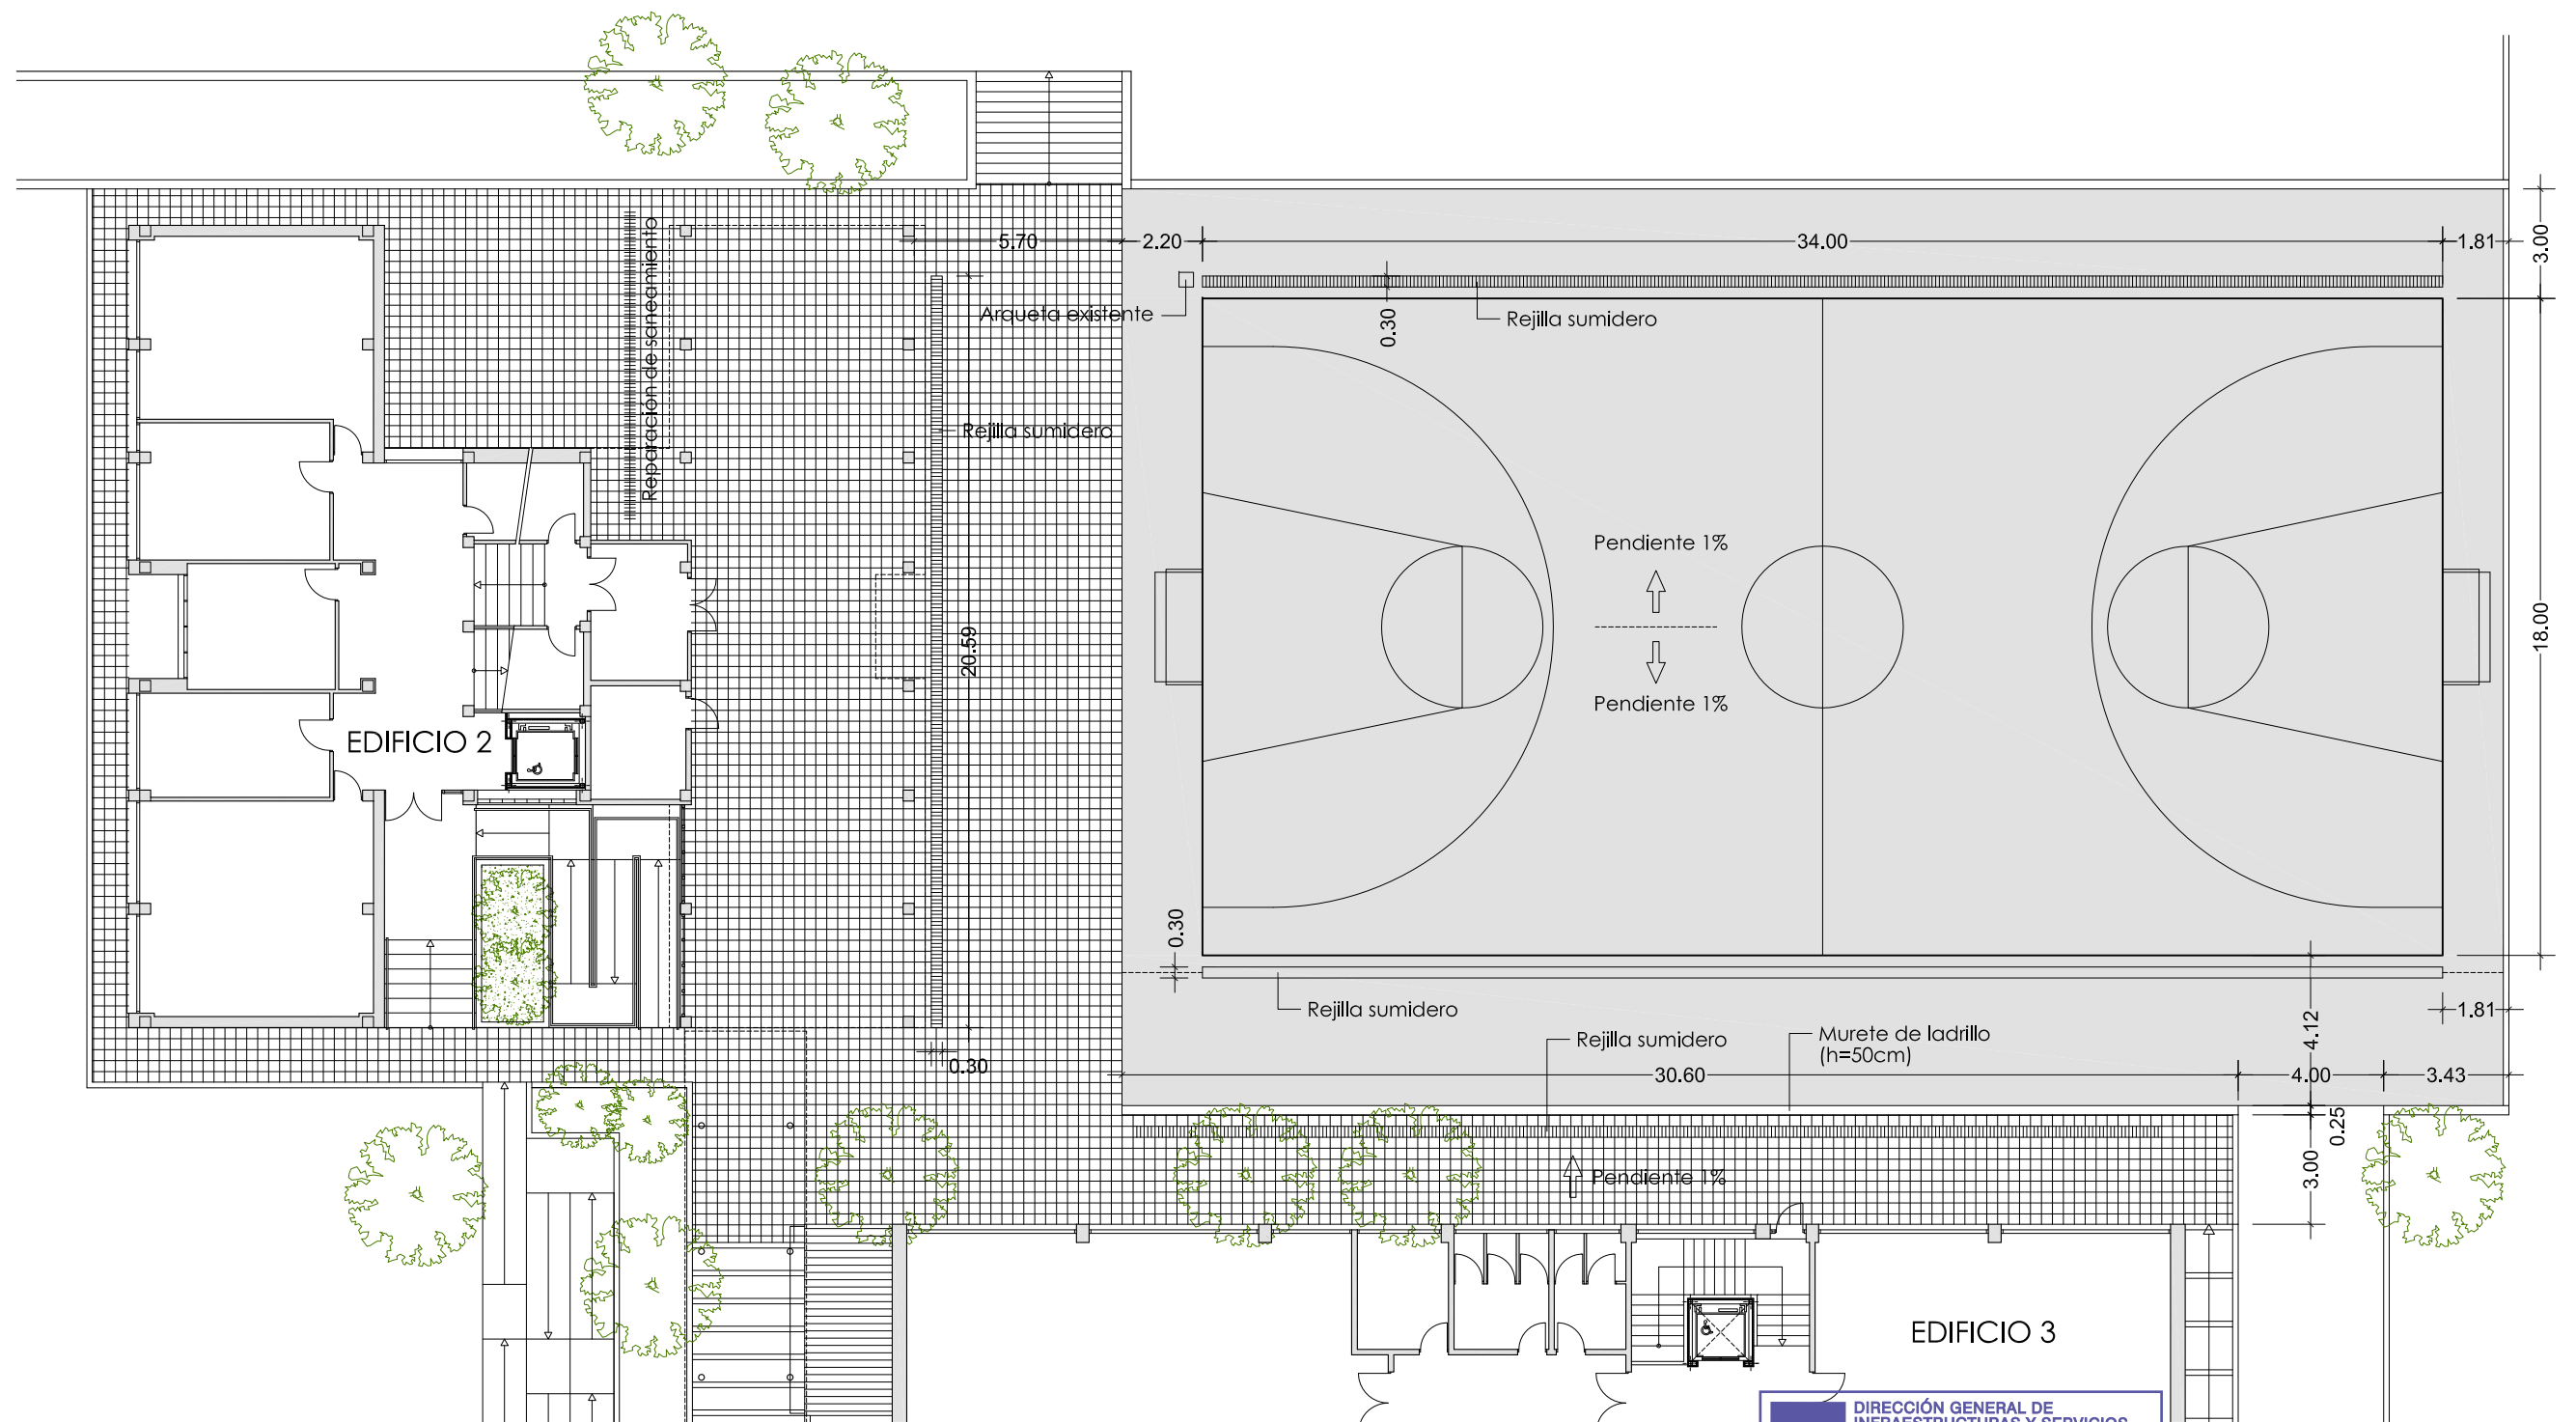 5.70
2.20
34.00
1.81
3.00
Reparación de saneamiento
Arqueta existente
0.30
Rejilla sumidero
Rejilla sumidero
Pendiente 1%
18.00
20.59
Pendiente 1%
EDIFICIO 2
0.30
Rejilla sumidero
1.81
4.12
Rejilla sumidero
Murete de ladrillo
(h=50cm)
0.30
30.60
4.00
3.43
0.25
Pendiente 1%
3.00
EDIFICIO 3
DIRECCIÓN GENERAL DE
INFRAESTRUCTURAS Y SERVICIOS